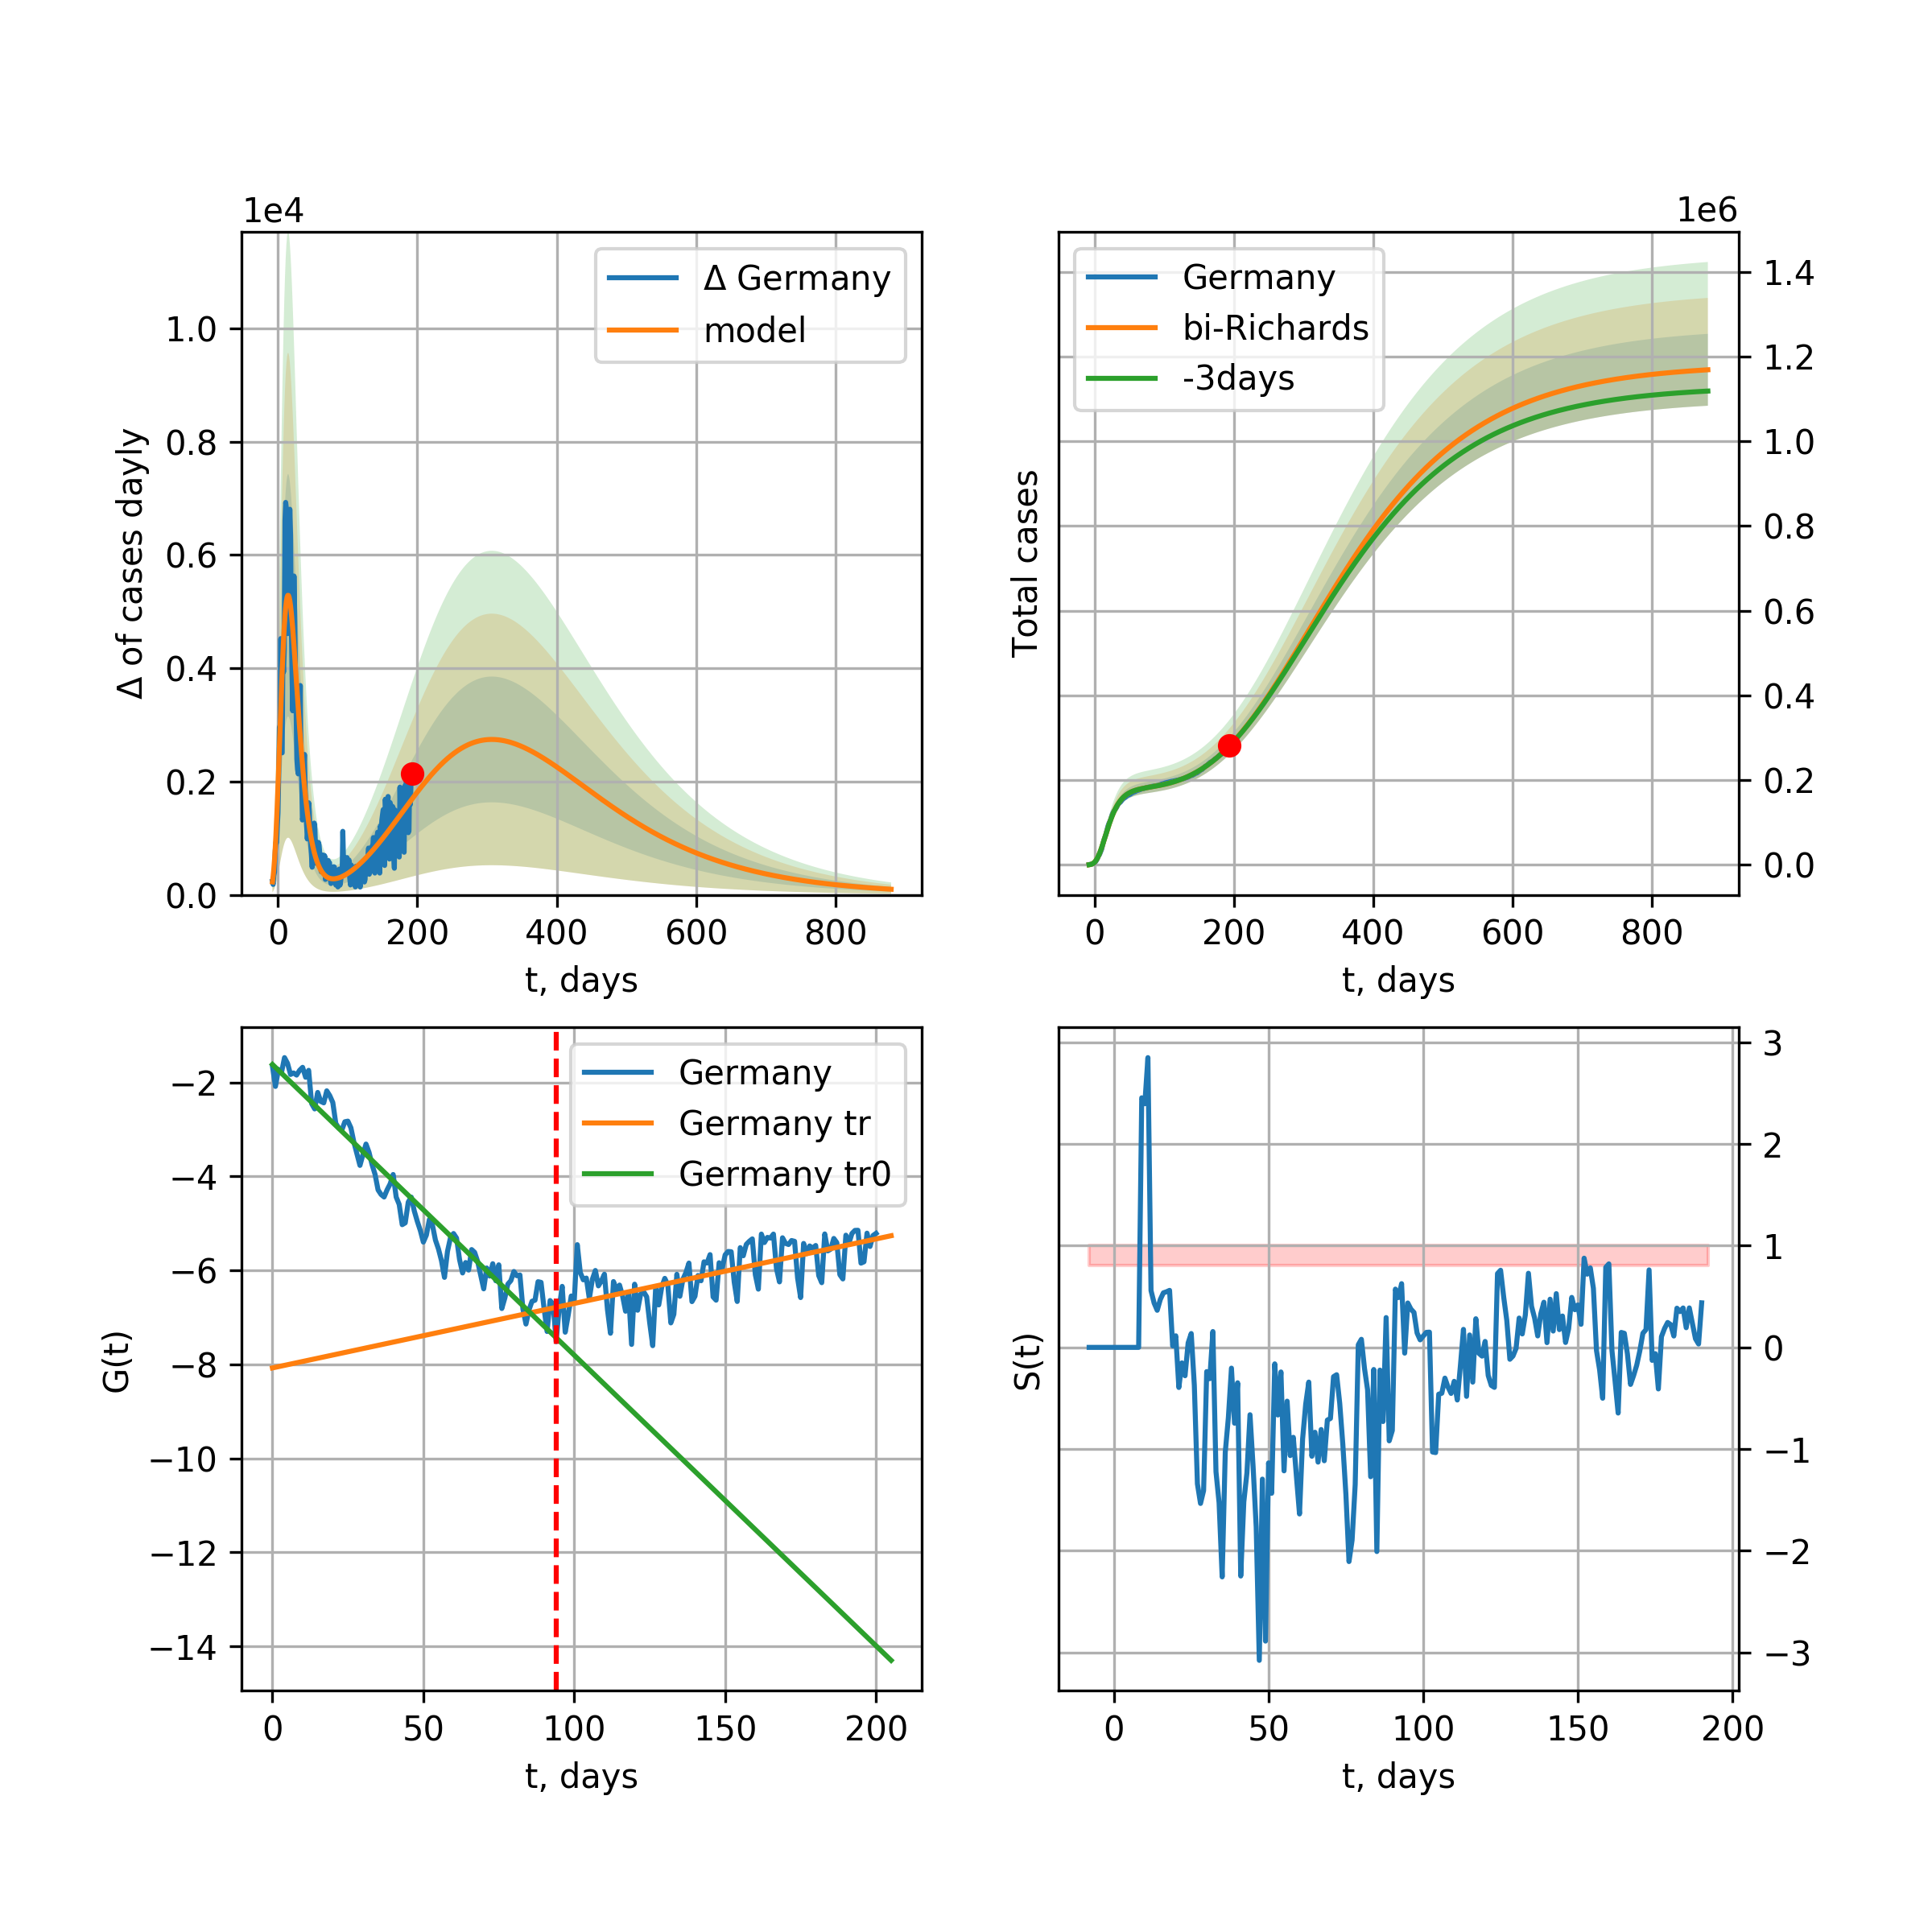 1e4
Δ of cases dayly
1.0
0.8
0.6
0.4
0.2
0.0
Δ Germany
model
0 200 400 600 800
t, days
1e6
Total cases
Germany
bi-Richards
-3days
1.4
1.2
1.0
0.8
0.6
0.4
0.2
0.0
0 200 400 600 800
t, days
G(t)
−2
−4
−6
−8
−10
−12
−14
Germany
Germany tr
Germany tr0
0 50 100 150 200
t, days
S(t)
3
2
1
0
−1
−2
−3
0 50 100 150 200
t, days